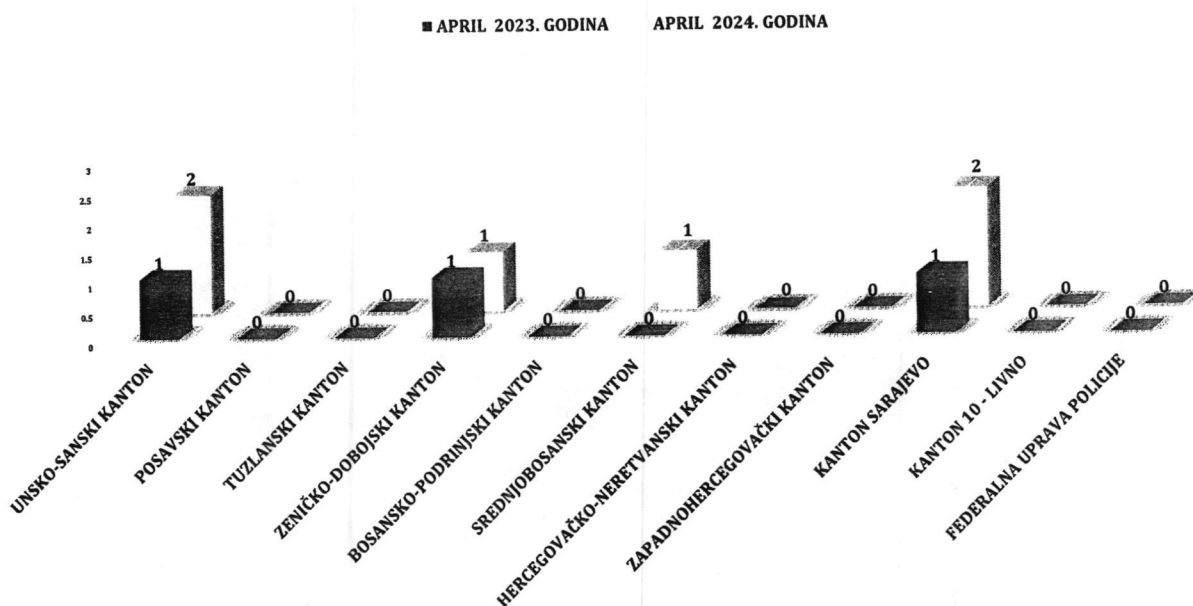 APRIL 2023. GODINA APRIL 2024. GODINA
3
2.5
2
1.5
1
0.5
0
2 0 0 1 0 1 0 0 2 0 0
1 0 0 1 0 0 0 0 1 0 0
UNSKO-SANSKI KANTON
POSAVSKI KANTON
TUZLANSKI KANTON
ZENIČKO-DOBOJSKI KANTON
BOSANSKO-PODRINJSKI KANTON
SREDNJOBOSANSKI KANTON
HERCEGOVAČKO-NERETVANSKI KANTON
ZAPADNOHERCEGOVAČKI KANTON
KANTON SARAJEVO
KANTON 10 - LIVNO
FEDERALNA UPRAVA POLICIJE